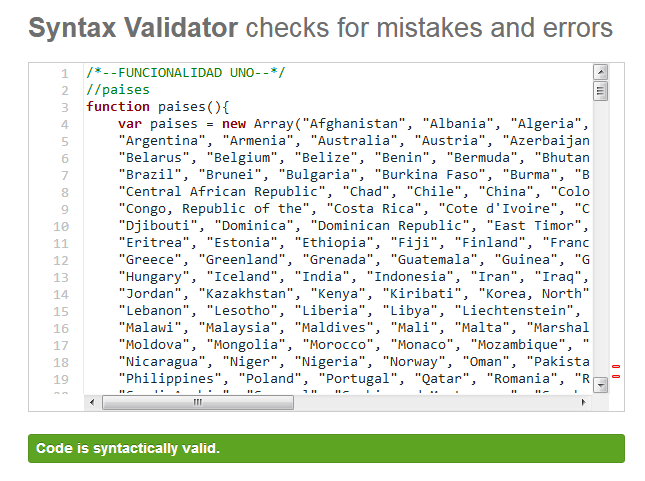 Syntax Validator checks for mistakes and errors
1 /*--FUNCIONALIDAD UNO--*/
2 //paises
3 function paises(){
4 var paises = new Array("Afghanistan", "Albania", "Algeria",
5 "Argentina", "Armenia", "Australia", "Austria", "Azerbaijan
6 "Belarus", "Belgium", "Belize", "Benin", "Bermuda", "Bhutan
7 "Brazil", "Brunei", "Bulgaria", "Burkina Faso", "Burma", "B
8 "Central African Republic", "Chad", "Chile", "China", "Colo
9 "Congo, Republic of the", "Costa Rica", "Cote d'Ivoire", "C
10 "Djibouti", "Dominica", "Dominican Republic", "East Timor",
11 "Eritrea", "Estonia", "Ethiopia", "Fiji", "Finland", "Franc
12 "Greece", "Greenland", "Grenada", "Guatemala", "Guinea", "G
13 "Hungary", "Iceland", "India", "Indonesia", "Iran", "Iraq",
14 "Jordan", "Kazakhstan", "Kenya", "Kiribati", "Korea, North"
15 "Lebanon", "Lesotho", "Liberia", "Libya", "Liechtenstein",
16 "Malawi", "Malaysia", "Maldives", "Mali", "Malta", "Marshal
17 "Moldova", "Mongolia", "Morocco", "Monaco", "Mozambique", "
18 "Nicaragua", "Niger", "Nigeria", "Norway", "Oman", "Pakista
19 "Philippines", "Poland", "Portugal", "Qatar", "Romania", "R
Code is syntactically valid.